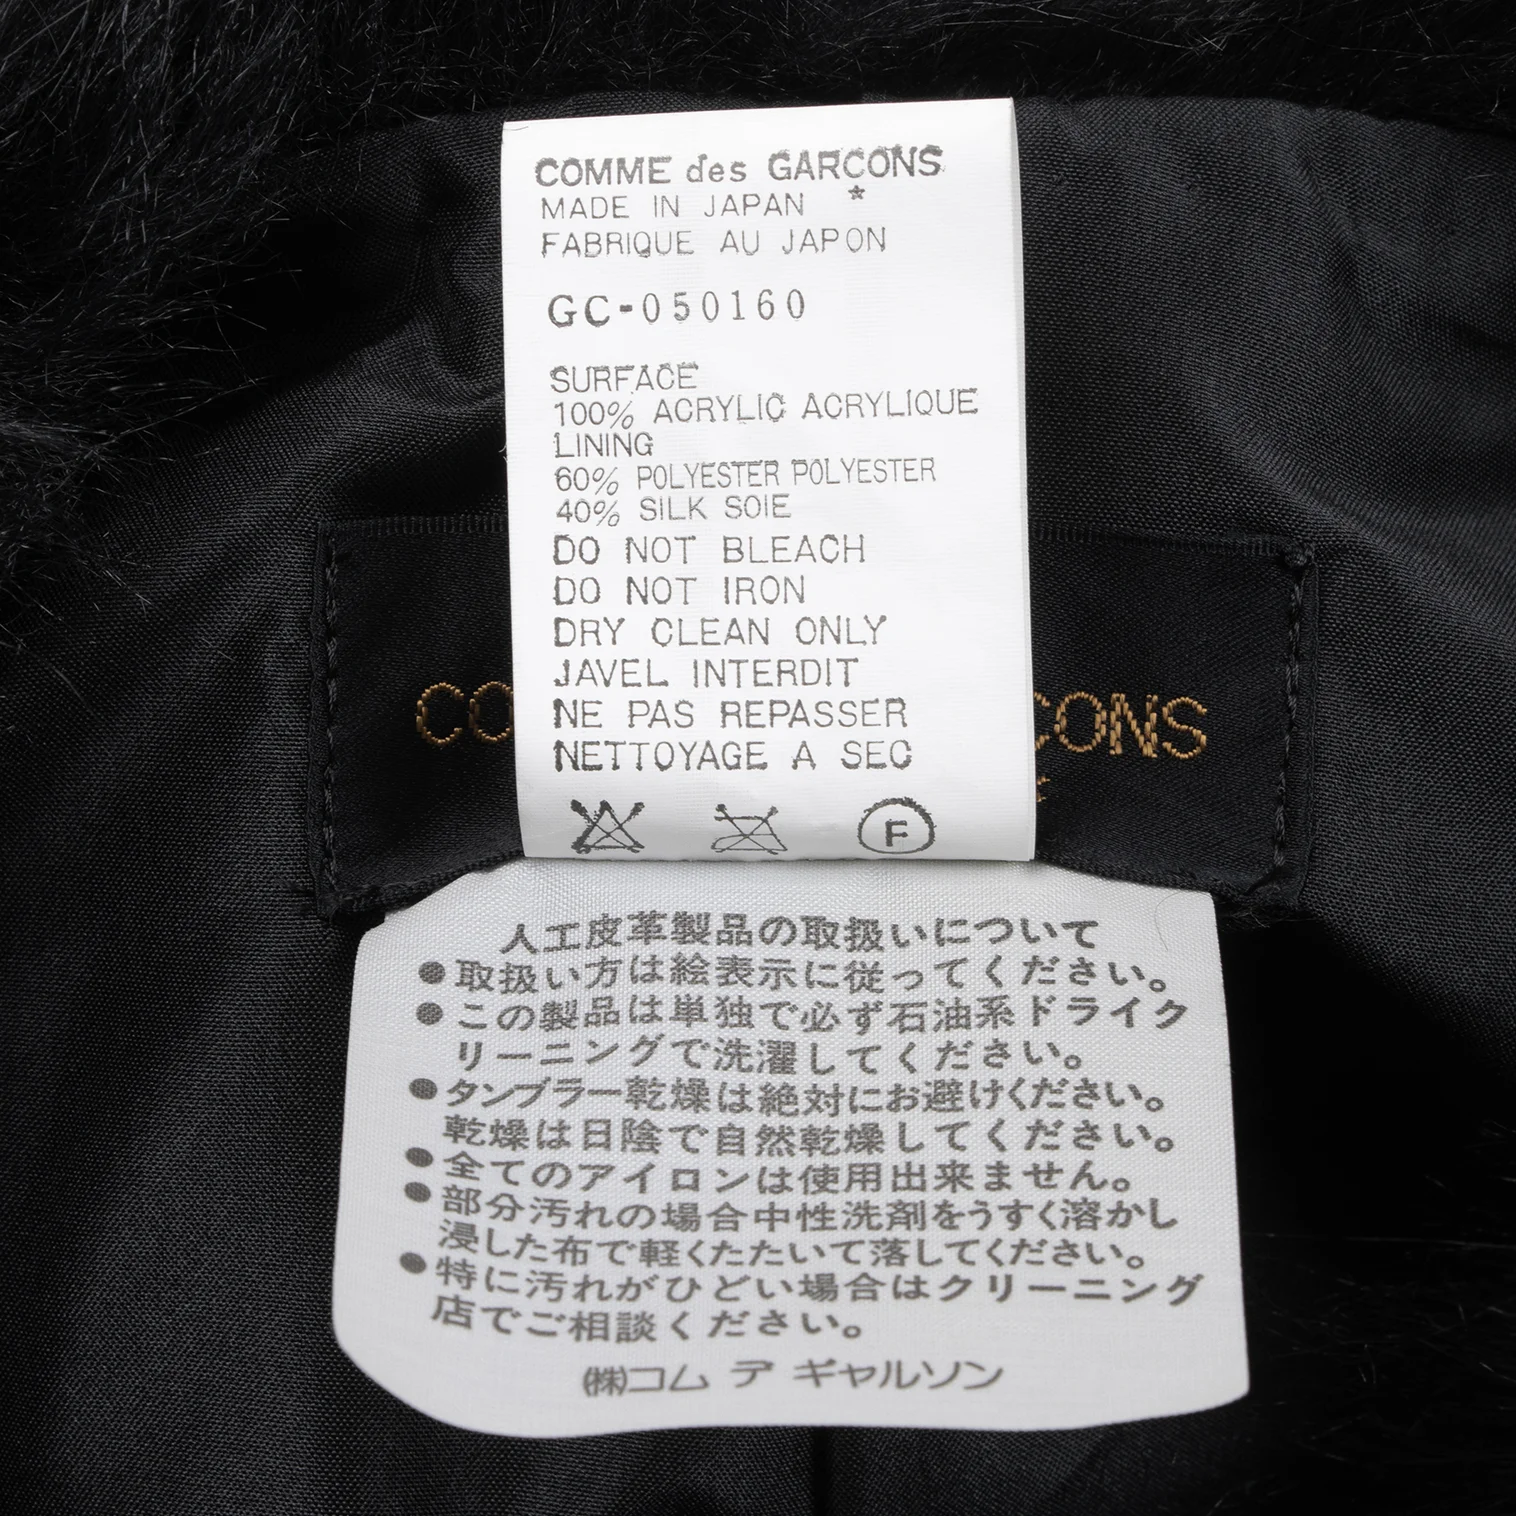 COMME des GARCONS
MADE IN JAPAN *
FABRIQUE AU JAPON
GC-050160
SURFACE
100% ACRYLIC ACRYLIQUE
LINING
60% POLYESTER POLYESTER
40% SILK SOIE
DO NOT BLEACH
DO NOT IRON
DRY CLEAN ONLY
JAVEL INTERDIT
NE PAS REPASSER
NETTOYAGE A SEC
F
CO CONS
人工皮革製品の取扱いについて
●取扱い方は絵表示に従ってください。
●この製品は単独で必ず石油系ドライク
リーニングで洗濯してください。
●タンブラー乾燥は絶対にお避けください。
乾燥は日陰で自然乾燥してください。
●全てのアイロンは使用出来ません。
●部分汚れの場合中性洗剤をうすく溶かし
浸した布で軽くたたいて落してください。
●特に汚れがひどい場合はクリーニング
店でご相談ください。
㈱コム デ ギャルソン